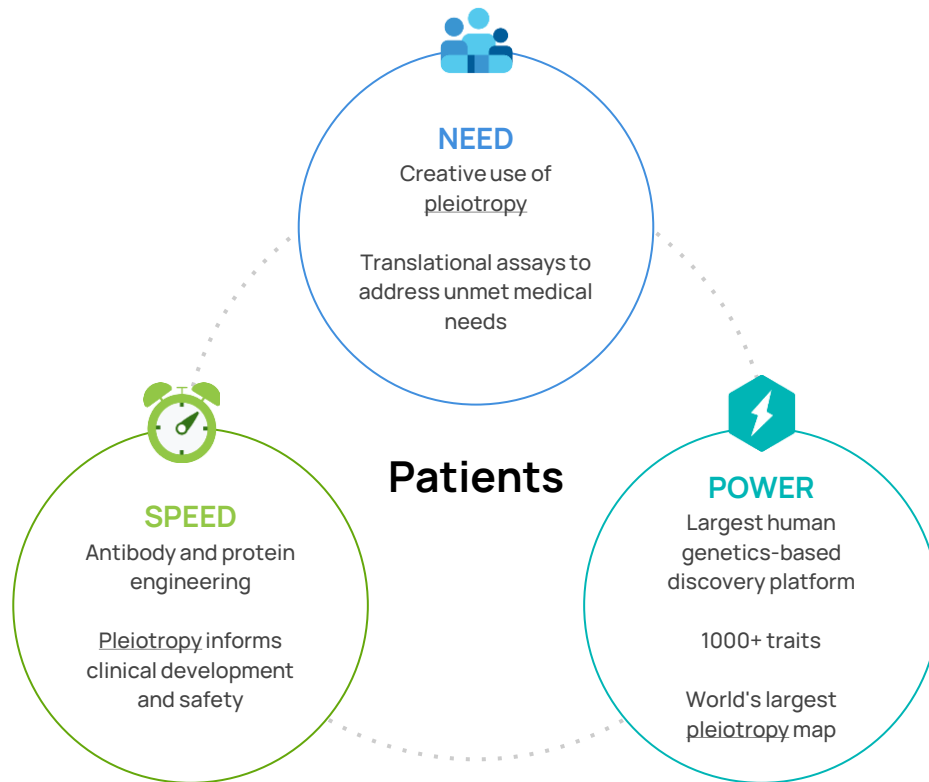 NEED
Creative use of
pleiotropy
Translational assays to
address unmet medical
needs
Patients
SPEED
Antibody and protein
engineering
Pleiotropy informs
clinical development
and safety
POWER
Largest human
genetics-based
discovery platform
1000+ traits
World's largest
pleiotropy map